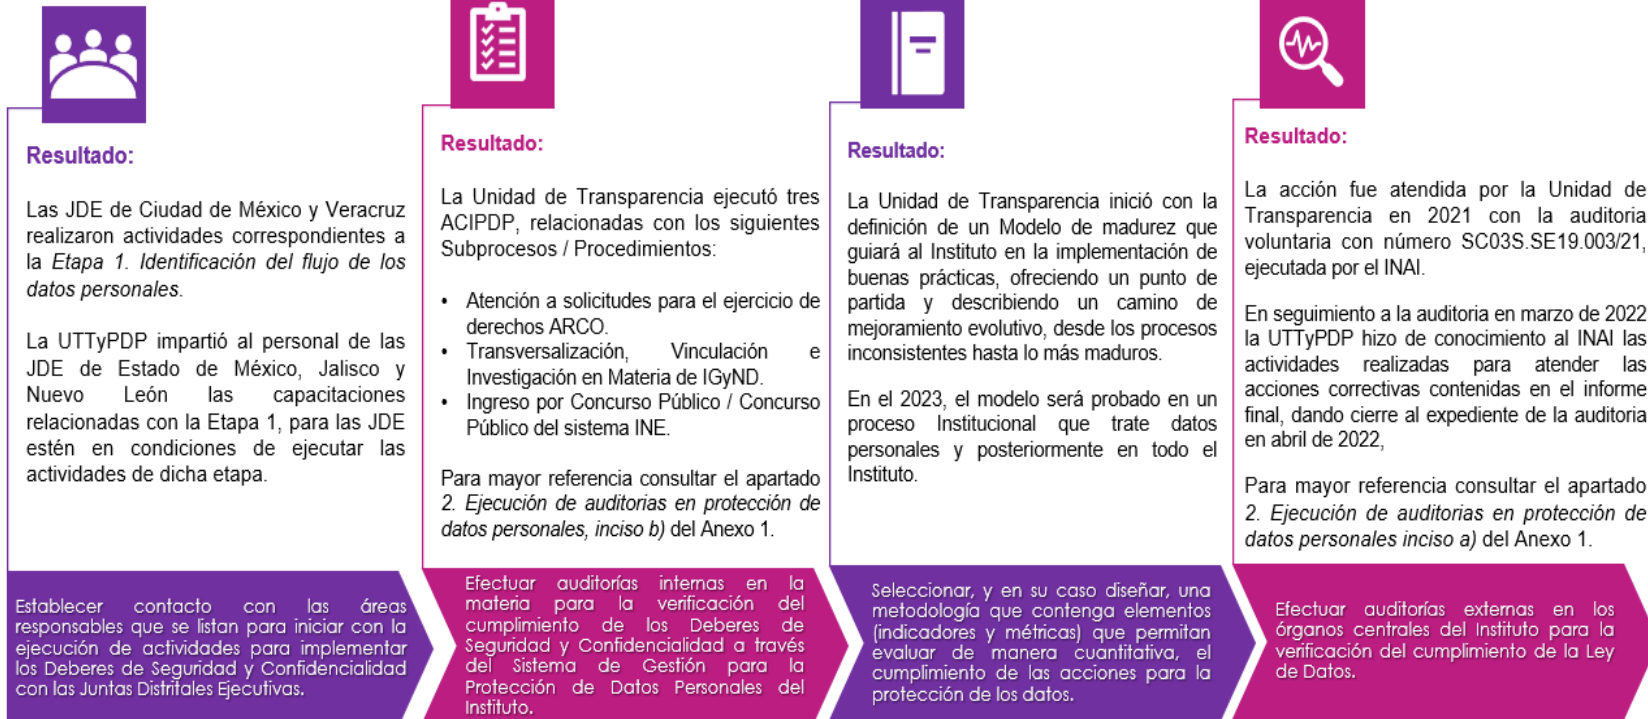 Resultado:
Las JDE de Ciudad de México y Veracruz
realizaron actividades correspondientes a
la Etapa 1. Identificación del flujo de los
datos personales.
La UTTyPDP impartió al personal de las
JDE de Estado de México, Jalisco y
Nuevo León las capacitaciones
relacionadas con la Etapa 1, para las JDE
estén en condiciones de ejecutar las
actividades de dicha etapa.
Establecer contacto con las áreas
responsables que se listan para iniciar con la
ejecución de actividades para implementar
los Deberes de Seguridad y Confidencialidad
con las Juntas Distritales Ejecutivas.
Resultado:
La Unidad de Transparencia ejecutó tres
ACIPDP, relacionadas con los siguientes
Subprocesos / Procedimientos:
• Atención a solicitudes para el ejercicio de
derechos ARCO.
• Transversalización, Vinculación e
Investigación en Materia de IGyND.
• Ingreso por Concurso Público / Concurso
Público del sistema INE.
Para mayor referencia consultar el apartado
2. Ejecución de auditorias en protección de
datos personales, inciso b) del Anexo 1.
Efectuar auditorías internas en la
materia para la verificación del
cumplimiento de los Deberes de
Seguridad y Confidencialidad a través
del Sistema de Gestión para la
Protección de Datos Personales del
Instituto.
Resultado:
La Unidad de Transparencia inició con la
definición de un Modelo de madurez que
guiará al Instituto en la implementación de
buenas prácticas, ofreciendo un punto de
partida y describiendo un camino de
mejoramiento evolutivo, desde los procesos
inconsistentes hasta lo más maduros.
En el 2023, el modelo será probado en un
proceso Institucional que trate datos
personales y posteriormente en todo el
Instituto.
Seleccionar, y en su caso diseñar, una
metodología que contenga elementos
(indicadores y métricas) que permitan
evaluar de manera cuantitativa, el
cumplimiento de las acciones para la
protección de los datos.
Resultado:
La acción fue atendida por la Unidad de
Transparencia en 2021 con la auditoria
voluntaria con número SC03S.SE19.003/21,
ejecutada por el INAI.
En seguimiento a la auditoria en marzo de 2022
la UTTyPDP hizo de conocimiento al INAI las
actividades realizadas para atender las
acciones correctivas contenidas en el informe
final, dando cierre al expediente de la auditoria
en abril de 2022,
Para mayor referencia consultar el apartado
2. Ejecución de auditorias en protección de
datos personales inciso a) del Anexo 1.
Efectuar auditorías externas en los
órganos centrales del Instituto para la
verificación del cumplimiento de la Ley
de Datos.